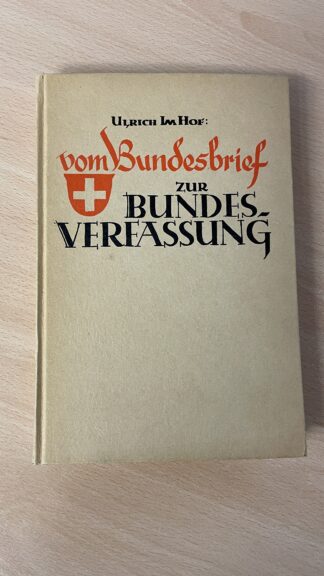 ULRICH IM HOF:
vom Bundesbrief
ZUR
BUNDES-
VERFASSUNG